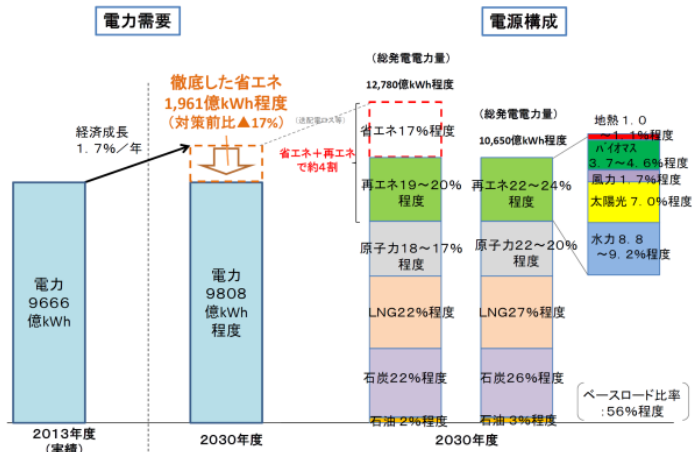 電力需要
電源構成
徹底した省エネ
1,961億kWh程度
(対策前比▲17%)
経済成長
1.7%/年
(送配電ロス等)
省エネ+再エネ
で約4割
電力
9666
億kWh
電力
9808
億kWh
程度
2013年度
(実績)
2030年度
(総発電電力量)
12,780億kWh程度
省エネ17%程度
再エネ19~20%
程度
原子力18~17%
程度
LNG22%程度
石炭22%程度
石油 2%程度
(総発電電力量)
10,650億kWh程度
再エネ22~24%
程度
原子力22~20%
程度
LNG27%程度
石炭26%程度
石油 3%程度
2030年度
地熱1.0
~1.1%程度
バイオマス
3.7~4.6%程度
風力1.7%程度
太陽光7.0%程度
水力8.8
~9.2%程度
ベースロード比率
:56%程度